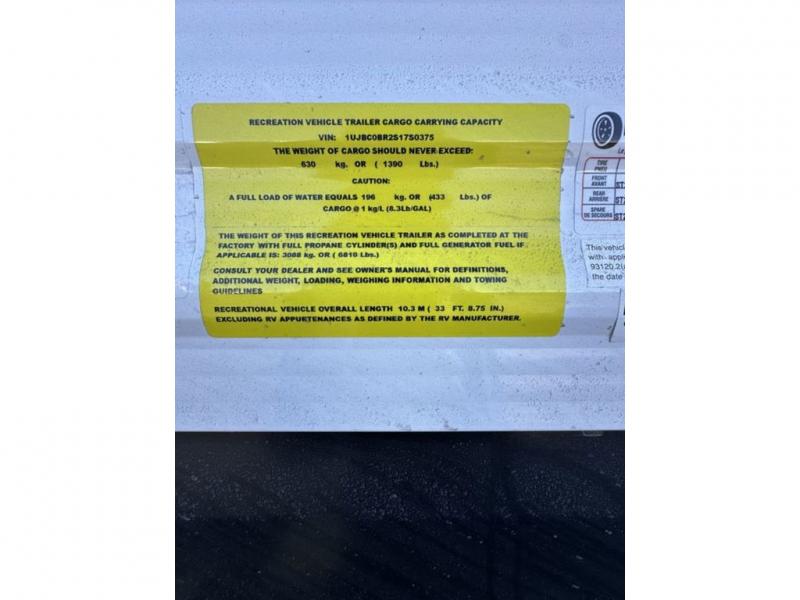 RECREATION VEHICLE TRAILER CARGO CARRYING CAPACITY
VIN: 1UJBC0BR2S17S0375
THE WEIGHT OF CARGO SHOULD NEVER EXCEED:
630 kg. OR ( 1390 Lbs.)
CAUTION:
A FULL LOAD OF WATER EQUALS 196 kg. OR (433 Lbs.) OF
CARGO @ 1 kg/L (8.3Lb/GAL)
THE WEIGHT OF THIS RECREATION VEHICLE TRAILER AS COMPLETED AT THE
FACTORY WITH FULL PROPANE CYLINDER(S) AND FULL GENERATOR FUEL IF
APPLICABLE IS: 3088 kg. OR ( 6810 Lbs.)
CONSULT YOUR DEALER AND SEE OWNER'S MANUAL FOR DEFINITIONS,
ADDITIONAL WEIGHT, LOADING, WEIGHING INFORMATION AND TOWING
GUIDELINES
RECREATIONAL VEHICLE OVERALL LENGTH 10.3 M ( 33 FT. 8.75 IN.)
EXCLUDING RV APPUETENANCES AS DEFINED BY THE RV MANUFACTURER.
TIRE
PNEU
FRONT
AVANT
REAR
ARRIÈRE
SPARE
DE SECOURS
This vehicle
with appl
93120.2(
the date